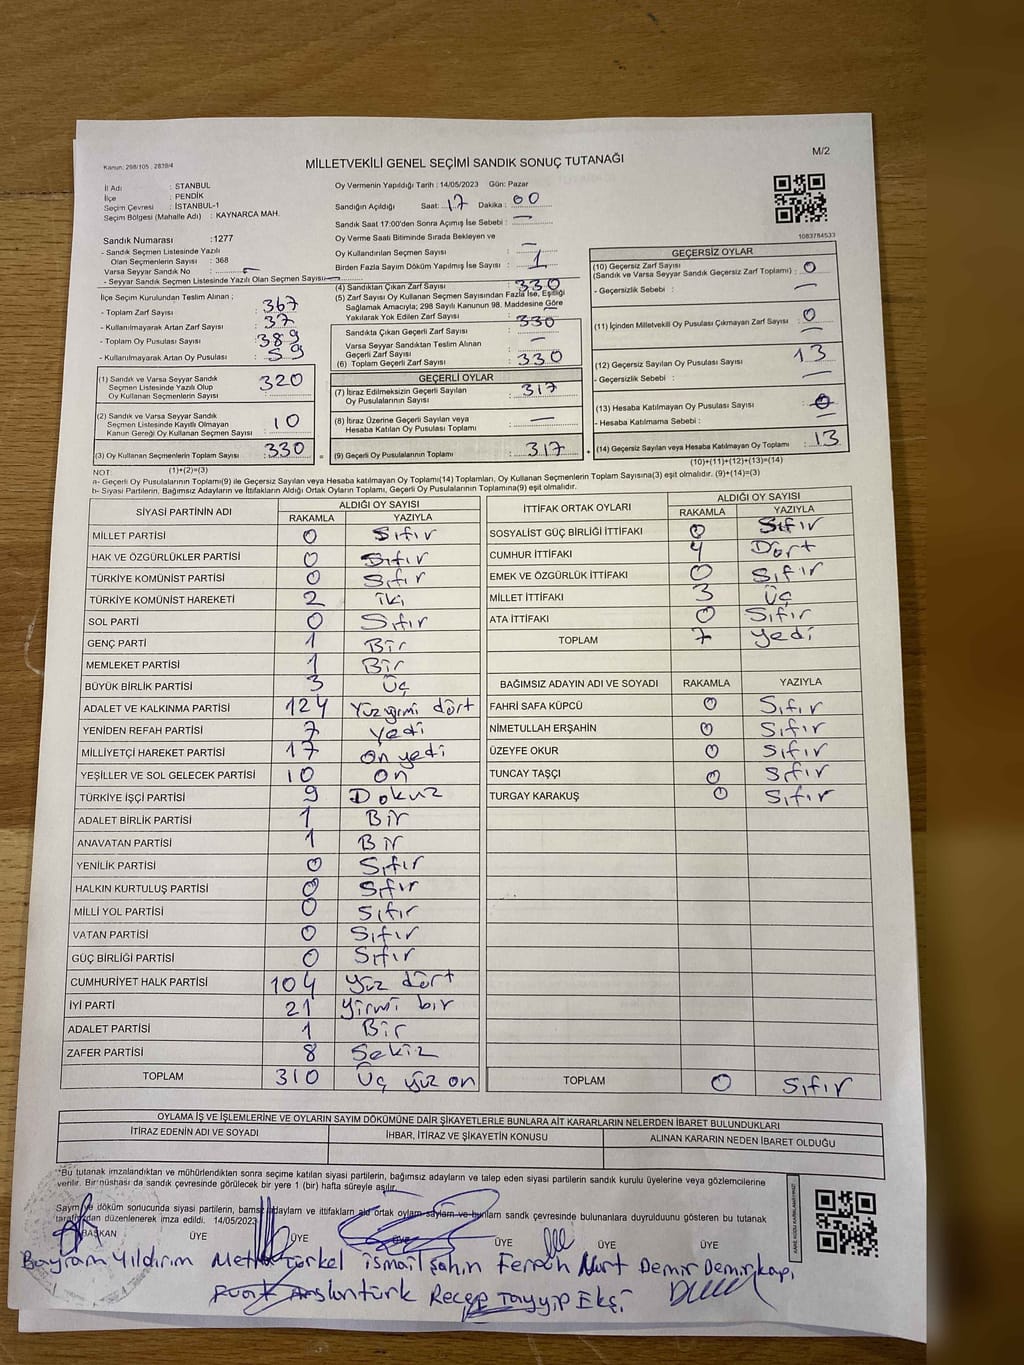 Kanun: 298/105 , 2839/4
MİLLETVEKİLİ GENEL SEÇİMİ SANDIK SONUÇ TUTANAĞI
M/2
İl Adı : STANBUL
İlçe : PENDİK
Seçim Çevresi : İSTANBUL-1
Seçim Bölgesi (Mahalle Adı) : KAYNARCA MAH.
Sandık Numarası : 1277
- Sandık Seçmen Listesinde Yazılı
Olan Seçmenlerin Sayısı : 368
Varsa Seyyar Sandık No : –
- Seyyar Sandık Seçmen Listesinde Yazılı Olan Seçmen Sayısı –
İlçe Seçim Kurulundan Teslim Alınan ;
- Toplam Zarf Sayısı : 367
- Kullanılmayarak Artan Zarf Sayısı : 37
- Toplam Oy Pusulası Sayısı : 389
- Kullanılmayarak Artan Oy Pusulası : 59
(1) Sandık ve Varsa Seyyar Sandık
Seçmen Listesinde Yazılı Olup
Oy Kullanan Seçmenlerin Sayısı : 320
(2) Sandık ve Varsa Seyyar Sandık
Seçmen Listesinde Kayıtlı Olmayan
Kanun Gereği Oy Kullanan Seçmen Sayısı : 10
(3) Oy Kullanan Seçmenlerin Toplam Sayısı : 330
(1)+(2)=(3)
Oy Vermenin Yapıldığı Tarih : 14/05/2023 Gün: Pazar
Sandığın Açıldığı Saat: 17 Dakika : 00
Sandık Saat 17:00'den Sonra Açımış İse Sebebi : –
Oy Verme Saati Bitiminde Sırada Bekleyen ve
Oy Kullandırılan Seçmen Sayısı : –
Birden Fazla Sayım Döküm Yapılmış İse Sayısı : 1
(4) Sandıktan Çıkan Zarf Sayısı : 330
(5) Zarf Sayısı Oy Kullanan Seçmen Sayısından Fazla İse, Eşitliği
Sağlamak Amacıyla; 298 Sayılı Kanunun 98. Maddesine Göre
Yakılarak Yok Edilen Zarf Sayısı : –
Sandıkta Çıkan Geçerli Zarf Sayısı : 330
Varsa Seyyar Sandıktan Teslim Alınan
Geçerli Zarf Sayısı : –
(6) Toplam Geçerli Zarf Sayısı : 330
GEÇERLİ OYLAR
(7) İtiraz Edilmeksizin Geçerli Sayılan
Oy Pusulalarının Sayısı : 317
(8) İtiraz Üzerine Geçerli Sayılan veya
Hesaba Katılan Oy Pusulası Toplamı : –
= (9) Geçerli Oy Pusulalarının Toplamı : 317 +
1083784533
GEÇERSİZ OYLAR
(10) Geçersiz Zarf Sayısı
(Sandık ve Varsa Seyyar Sandık Geçersiz Zarf Toplamı) : 0
- Geçersizlik Sebebi : –
(11) İçinden Milletvekili Oy Pusulası Çıkmayan Zarf Sayısı : 0
–
(12) Geçersiz Sayılan Oy Pusulası Sayısı : 13
- Geçersizlik Sebebi : –
(13) Hesaba Katılmayan Oy Pusulası Sayısı : 0
- Hesaba Katılmama Sebebi : –
(14) Geçersiz Sayılan veya Hesaba Katılmayan Oy Toplamı : 13
(10)+(11)+(12)+(13)=(14)
NOT:
a- Geçerli Oy Pusulalarının Toplamı(9) ile Geçersiz Sayılan veya Hesaba katılmayan Oy Toplamı(14) Toplamları, Oy Kullanan Seçmenlerin Toplam Sayısına(3) eşit olmalıdır. (9)+(14)=(3)
b- Siyasi Partilerin, Bağımsız Adayların ve İttifakların Aldığı Ortak Oyların Toplamı, Geçerli Oy Pusulalarının Toplamına(9) eşit olmalıdır.
SİYASİ PARTİNİN ADI ALDIĞI OY SAYISI
RAKAMLA YAZIYLA
MİLLET PARTİSİ 0 Sıfır
HAK VE ÖZGÜRLÜKLER PARTİSİ 0 Sıfır
TÜRKİYE KOMÜNİST PARTİSİ 0 Sıfır
TÜRKİYE KOMÜNİST HAREKETİ 2 iki
SOL PARTİ 0 Sıfır
GENÇ PARTİ 1 Bir
MEMLEKET PARTİSİ 1 Bir
BÜYÜK BİRLİK PARTİSİ 3 Üç
ADALET VE KALKINMA PARTİSİ 124 Yüzyirmi dört
YENİDEN REFAH PARTİSİ 7 yedi
MİLLİYETÇİ HAREKET PARTİSİ 17 on yedi
YEŞİLLER VE SOL GELECEK PARTİSİ 10 on
TÜRKİYE İŞÇİ PARTİSİ 9 Dokuz
ADALET BİRLİK PARTİSİ 1 Bir
ANAVATAN PARTİSİ 1 Bir
YENİLİK PARTİSİ 0 Sıfır
HALKIN KURTULUŞ PARTİSİ 0 Sıfır
MİLLİ YOL PARTİSİ 0 Sıfır
VATAN PARTİSİ 0 Sıfır
GÜÇ BİRLİĞİ PARTİSİ 0 Sıfır
CUMHURİYET HALK PARTİSİ 104 yüz dört
İYİ PARTİ 21 yirmi bir
ADALET PARTİSİ 1 Bir
ZAFER PARTİSİ 8 Sekiz
TOPLAM 310 Üç yüz on
İTTİFAK ORTAK OYLARI ALDIĞI OY SAYISI
RAKAMLA YAZIYLA
SOSYALİST GÜÇ BİRLİĞİ İTTİFAKI 0 Sıfır
CUMHUR İTTİFAKI 4 Dört
EMEK VE ÖZGÜRLÜK İTTİFAKI 0 Sıfır
MİLLET İTTİFAKI 3 Üç
ATA İTTİFAKI 0 Sıfır
TOPLAM 7 yedi
BAĞIMSIZ ADAYIN ADI VE SOYADI RAKAMLA YAZIYLA
FAHRİ SAFA KÜPCÜ 0 Sıfır
NİMETULLAH ERŞAHİN 0 Sıfır
ÜZEYFE OKUR 0 Sıfır
TUNCAY TAŞÇI 0 Sıfır
TURGAY KARAKUŞ 0 Sıfır
TOPLAM 0 Sıfır
OYLAMA İŞ VE İŞLEMLERİNE VE OYLARIN SAYIM DÖKÜMÜNE DAİR ŞİKAYETLERLE BUNLARA AİT KARARLARIN NELERDEN İBARET BULUNDUKLARI
İTİRAZ EDENİN ADI VE SOYADI İHBAR, İTİRAZ VE ŞİKAYETİN KONUSU ALINAN KARARIN NEDEN İBARET OLDUĞU
**Bu tutanak imzalandıktan ve mühürlendikten sonra seçime katılan siyasi partilerin, bağımsız adayların ve talep eden siyasi partilerin sandık kurulu üyelerine veya gözlemcilerine
verilir. Bir nüshası da sandık çevresinde görülecek bir yere 1 (bir) hafta süreyle aşılır.
Sayım ve döküm sonucunda siyasi partilerin, bağımsız adayların ve ittifakların aldığı ortak oyların sayıları ve bunların sandık çevresinde bulunanlara duyrulduunu gösteren bu tutanak
tarafımızdan düzenlenerek imza edildi. 14/05/2023
BAŞKAN ÜYE ÜYE ÜYE ÜYE ÜYE ÜYE
Bayram Yıldırım Türkel İsmail Şahin Nurt Demir Demirkapı
Arslantürk Recep Tayyip Ekşi